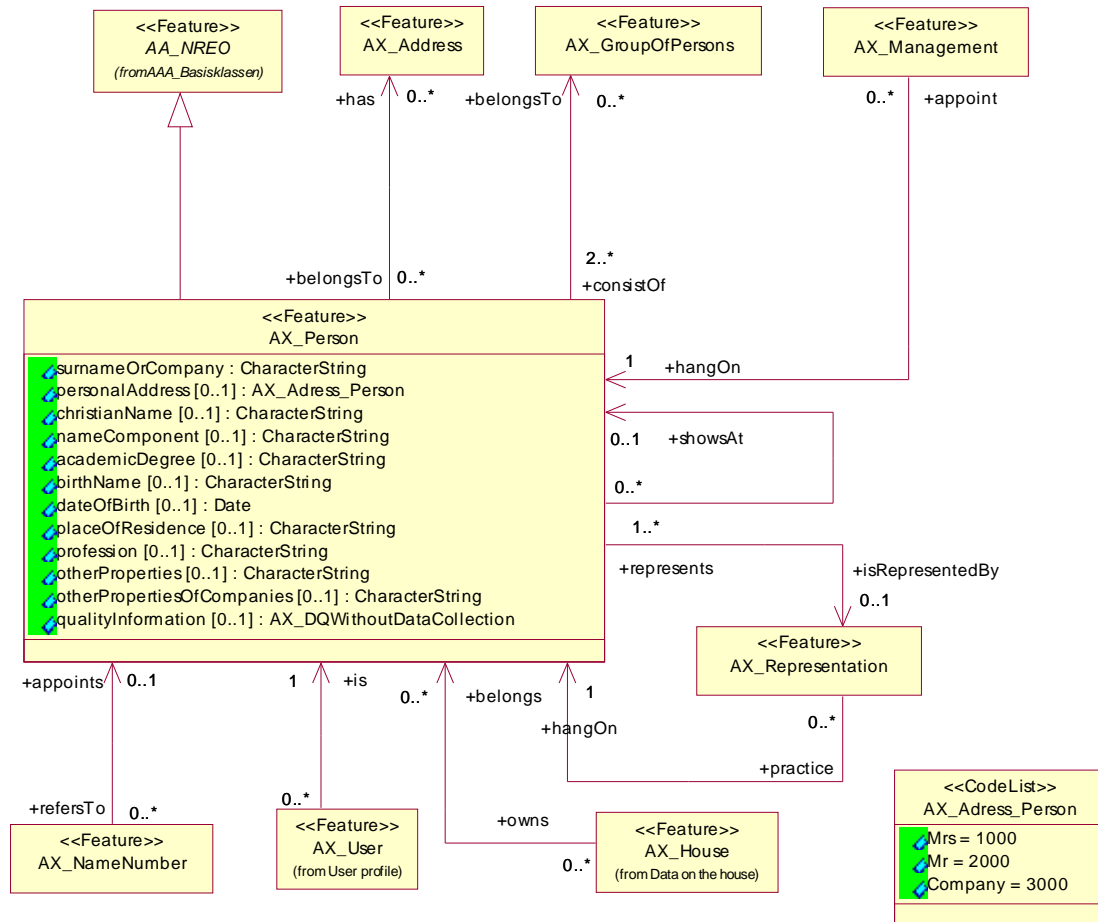 <<Feature>>
AA_NREO
(fromAAA_Basisklassen)
<<Feature>>
AX_Address
<<Feature>>
AX_GroupOfPersons
<<Feature>>
AX_Management
+has
0..*
+belongsTo
0..*
0..*
+appoint
+belongsTo
0..*
2..*
+consistOf
<<Feature>>
AX_Person
surnameOrCompany : CharacterString
personalAddress [0..1] : AX_Adress_Person
christianName [0..1] : CharacterString
nameComponent [0..1] : CharacterString
academicDegree [0..1] : CharacterString
birthName [0..1] : CharacterString
dateOfBirth [0..1] : Date
placeOfResidence [0..1] : CharacterString
profession [0..1] : CharacterString
otherProperties [0..1] : CharacterString
otherPropertiesOfCompanies [0..1] : CharacterString
qualityInformation [0..1] : AX_DQWithoutDataCollection
1
+hangOn
0..1
+showsAt
0..*
1..*
+represents
+isRepresentedBy
0..1
<<Feature>>
AX_Representation
0..*
+practice
1
+hangOn
+appoints
0..1
1
+is
0..*
+belongs
+refersTo
0..*
0..*
+owns
0..*
<<Feature>>
AX_NameNumber
<<Feature>>
AX_User
(from User profile)
<<Feature>>
AX_House
(from Data on the house)
<<CodeList>>
AX_Adress_Person
Mrs = 1000
Mr = 2000
Company = 3000